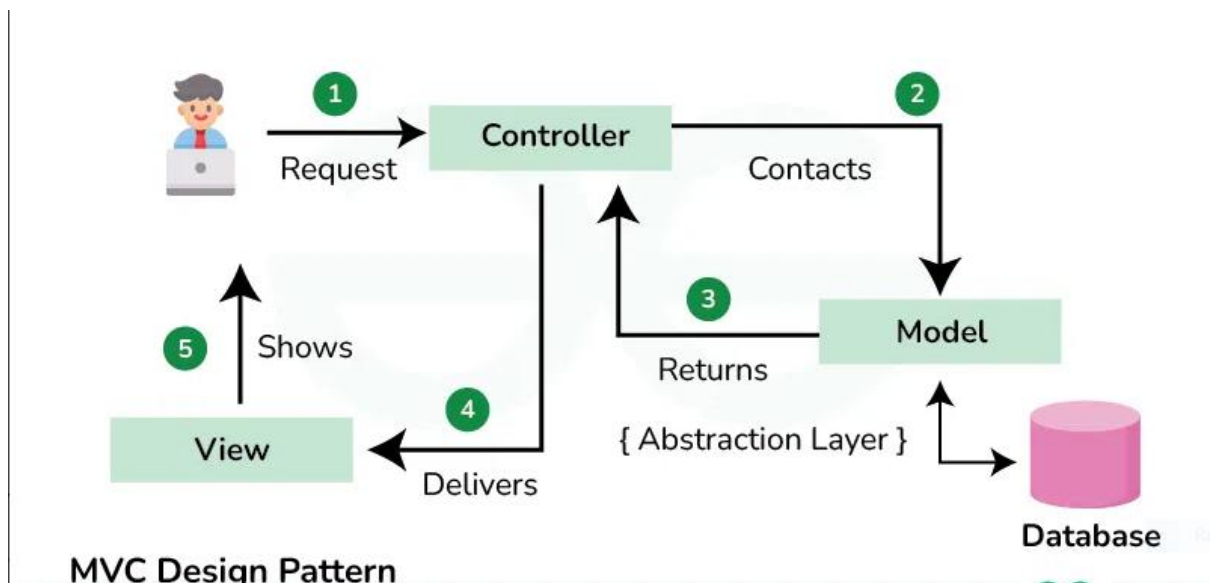 1
2
Controller
Request
Contacts
3
Model
5
Shows
Returns
4
{ Abstraction Layer }
View
Delivers
Database
MVC Design Pattern